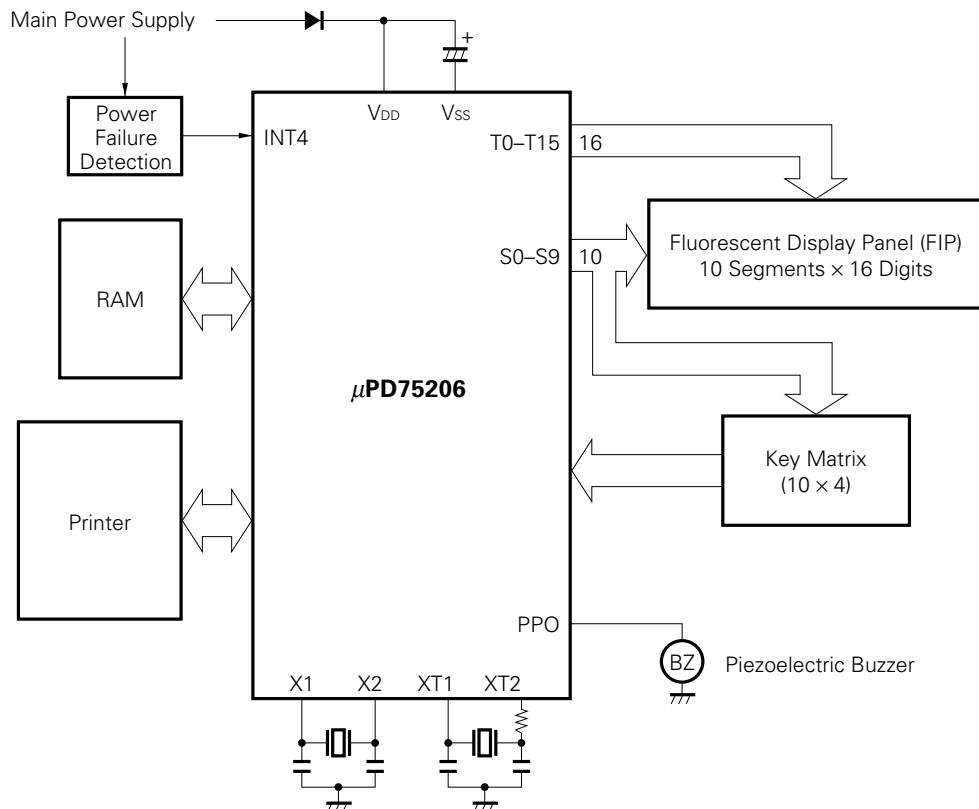 Main Power Supply
+
Power
Failure
Detection
INT4
VDD
VSS
T0–T15
16
S0–S9
10
Fluorescent Display Panel (FIP)
10 Segments × 16 Digits
RAM
μPD75206
Key Matrix
(10 × 4)
Printer
PPO
BZ
Piezoelectric Buzzer
X1
X2
XT1
XT2